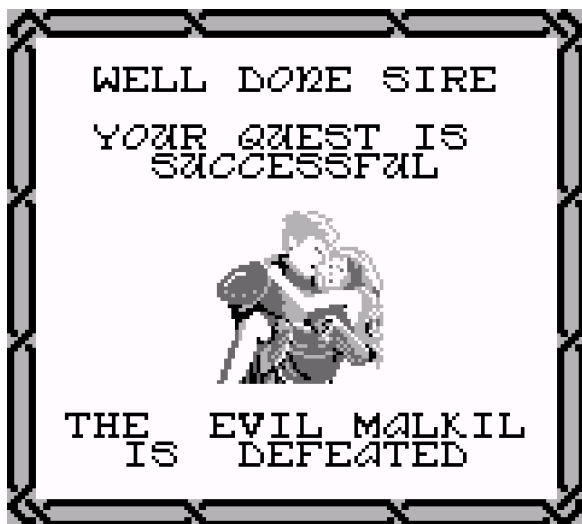 WELL DONE SIRE
YOUR QUEST IS
SUCCESSFUL
THE EVIL MALKIL
IS DEFEATED